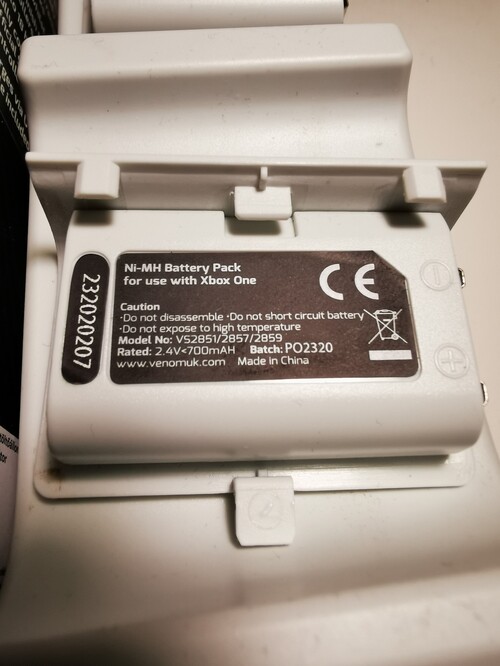 Ni-MH Battery Pack
for use with Xbox One
CE
Caution
·Do not disassemble ·Do not short circuit battery
·Do not expose to high temperature
Model No: VS2851/2857/2859
Rated: 2.4V<700mAH Batch: PO2320
www.venomuk.com Made in China
232020207